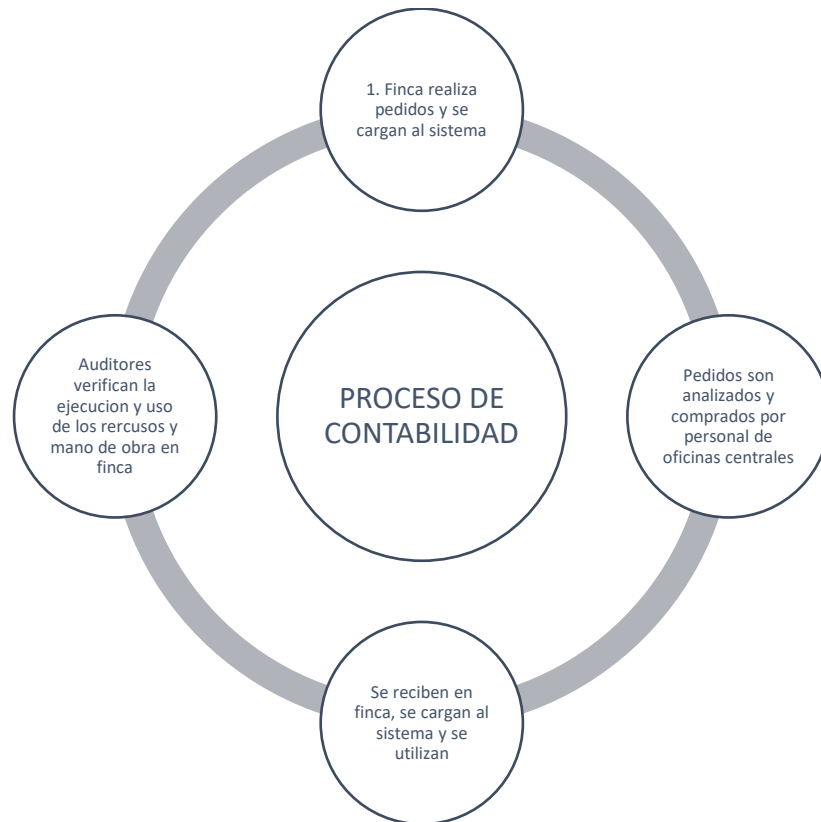 1. Finca realiza
pedidos y se
cargan al sistema
Pedidos son
analizados y
comprados por
personal de
oficinas centrales
Se reciben en
finca, se cargan al
sistema y se
utilizan
Auditores
verifican la
ejecucion y uso
de los rercusos y
mano de obra en
finca
PROCESO DE
CONTABILIDAD